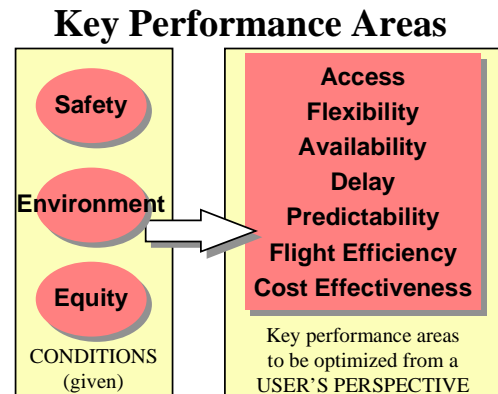 Key Performance Areas
Safety
Environment
Equity
CONDITIONS
(given)
Access
Flexibility
Availability
Delay
Predictability
Flight Efficiency
Cost Effectiveness
Key performance areas
to be optimized from a
USER'S PERSPECTIVE